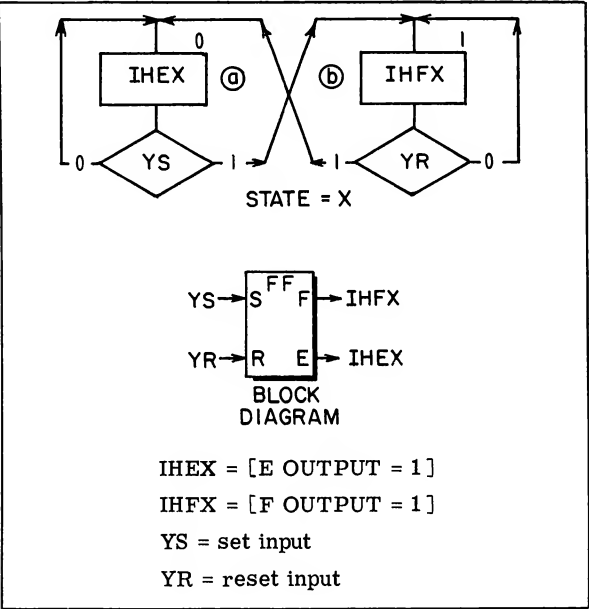 0
1
IHEX
a
b
IHFX
0
YS
1
1
YR
0
STATE = X
FF
YS
S
F
IHFX
YR
R
E
IHEX
BLOCK
DIAGRAM
IHEX = [E OUTPUT = 1]
IHFX = [F OUTPUT = 1]
YS = set input
YR = reset input